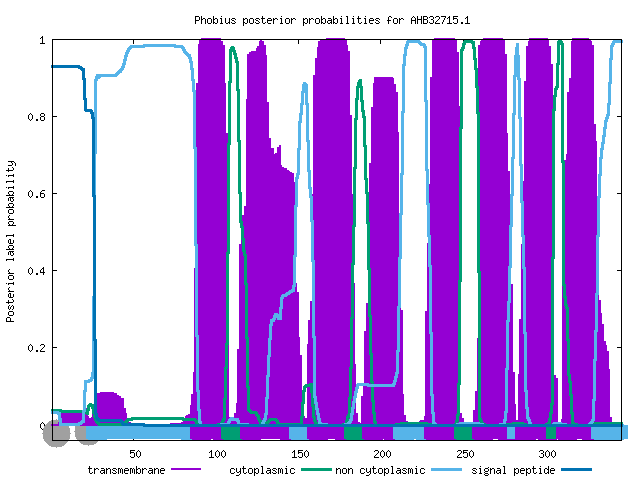 Phobius posterior probabilities for AHB32715.1
1
0.8
0.6
0.4
0.2
0
Posterior label probability
50 100 150 200 250 300
transmembrane cytoplasmic non cytoplasmic signal peptide